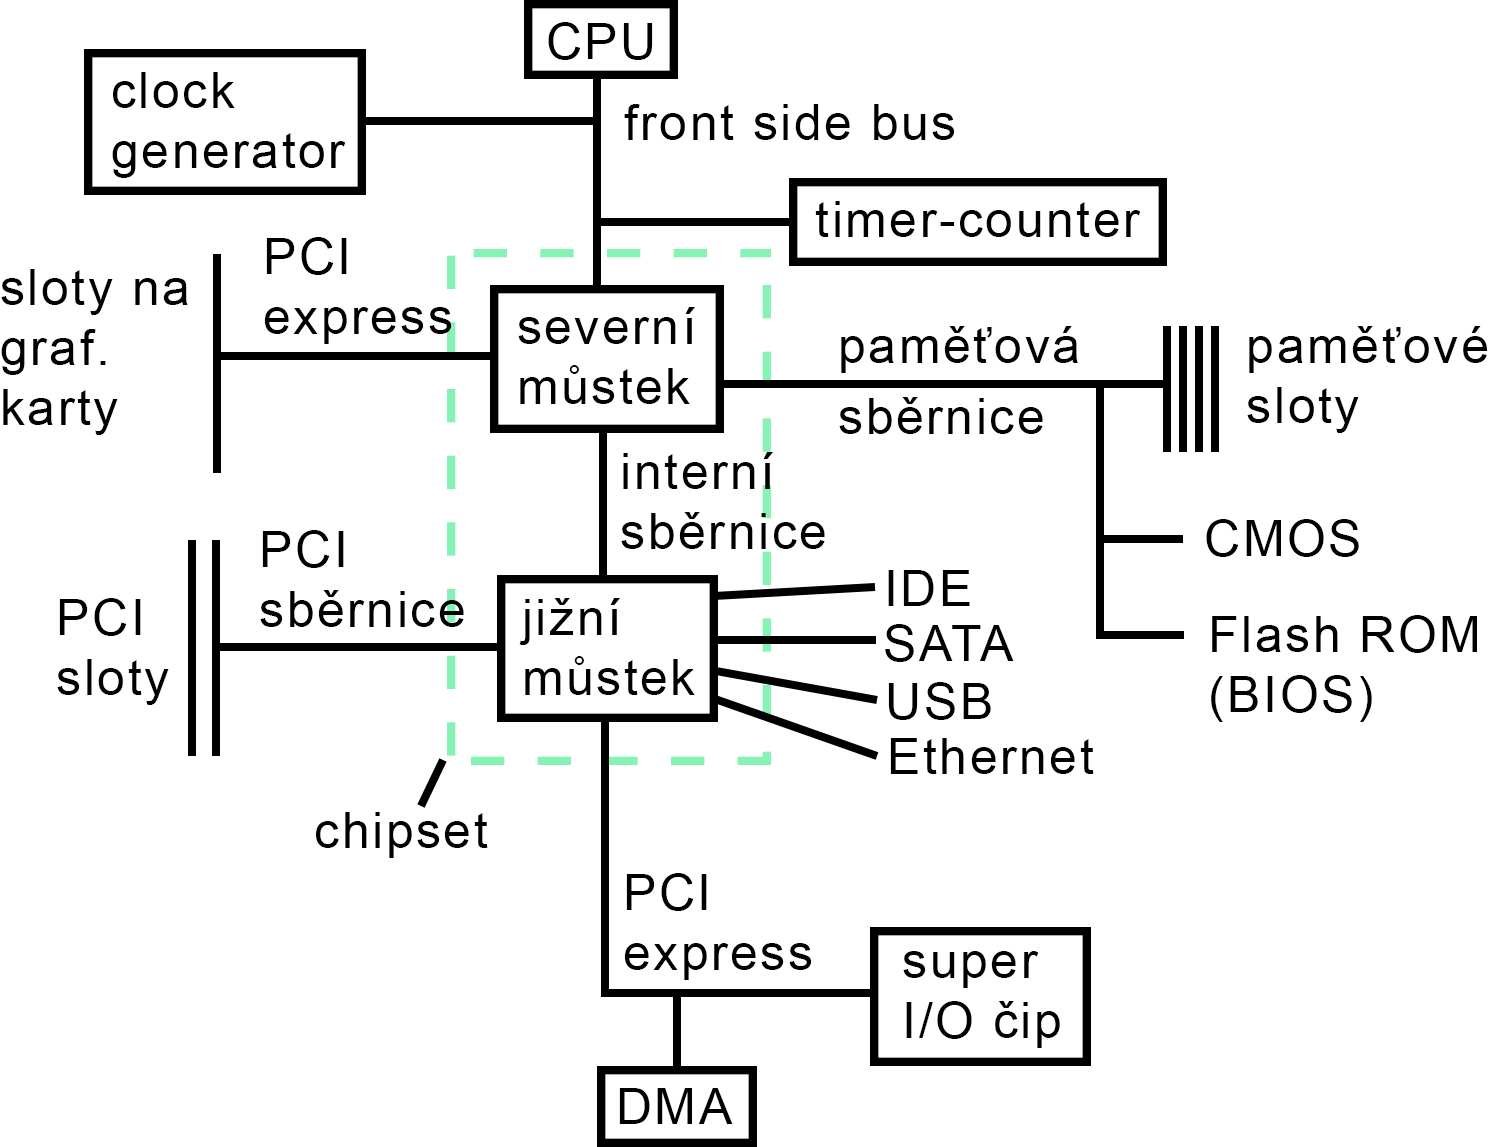 CPU
clock
generator
front side bus
timer-counter
PCI
express
sloty na
graf.
karty
severní
můstek
paměťová
sběrnice
paměťové
sloty
interní
sběrnice
CMOS
Flash ROM
(BIOS)
PCI
sběrnice
PCI
sloty
jižní
můstek
IDE
SATA
USB
Ethernet
chipset
PCI
express
super
I/O čip
DMA